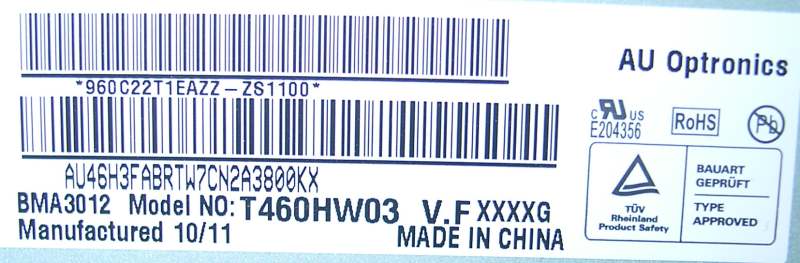 *960C22T1EAZZ-ZS1100*
AU46H3FABRTW7CN2A3800KX
BMA3012 Model NO: T460HW03 V.F XXXXG
Manufactured 10/11 MADE IN CHINA
AU Optronics
C UR US
E204356
RoHS
Pb
TÜV
Rheinland
Product Safety
BAUART
GEPRÜFT
TYPE
APPROVED